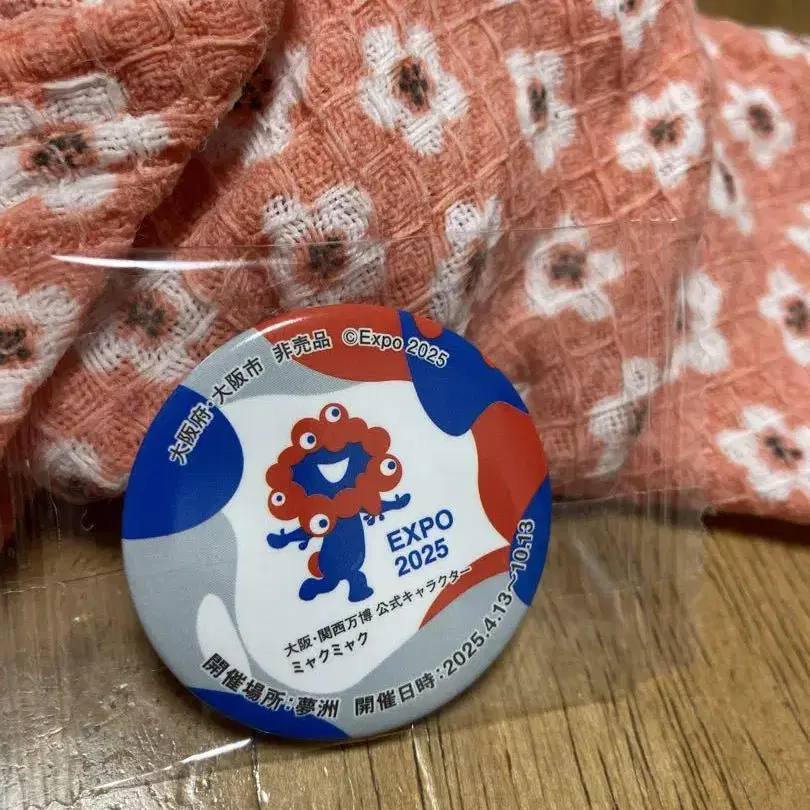 大阪府・大阪市 非売品 ©Expo 2025
EXPO
2025
大阪・関西万博 公式キャラクター
ミャクミャク
開催場所：夢洲 開催日時：2025.4.13～10.13